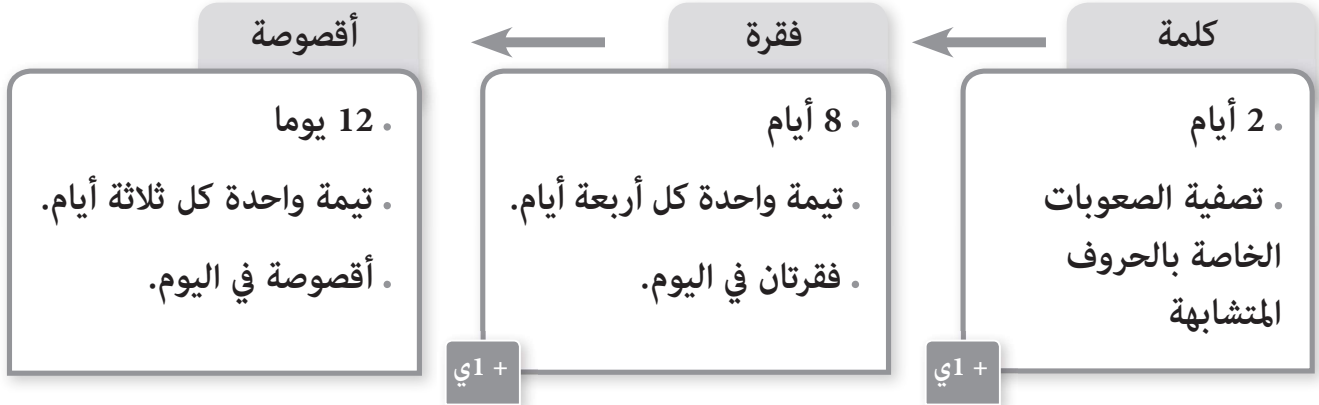 كلمة
. 2 أيام
. تصفية الصعوبات
الخاصة بالحروف
المتشابهة
+ 1ي
فقرة
. 8 أيام
. تيمة واحدة كل أربعة أيام.
. فقرتان في اليوم.
+ 1ي
أقصوصة
. 12 يوما
. تيمة واحدة كل ثلاثة أيام.
. أقصوصة في اليوم.